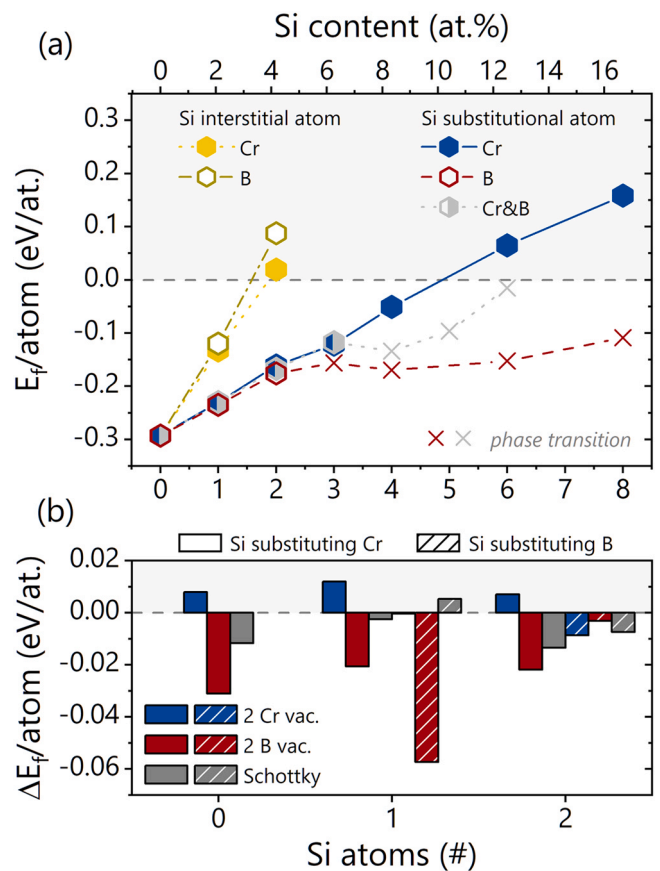 (a)
Si content (at.%)
0 2 4 6 8 10 12 14 16
Si interstitial atom
Cr
B
Si substitutional atom
Cr
B
Cr&B
0.3
0.2
0.1
0.0
-0.1
-0.2
-0.3
Ef/atom (eV/at.)
phase transition
0 1 2 3 4 5 6 7 8
(b)
Si substituting Cr
Si substituting B
0.02
0.00
-0.02
-0.04
-0.06
ΔEf/atom (eV/at.)
2 Cr vac.
2 B vac.
Schottky
0 1 2
Si atoms (#)